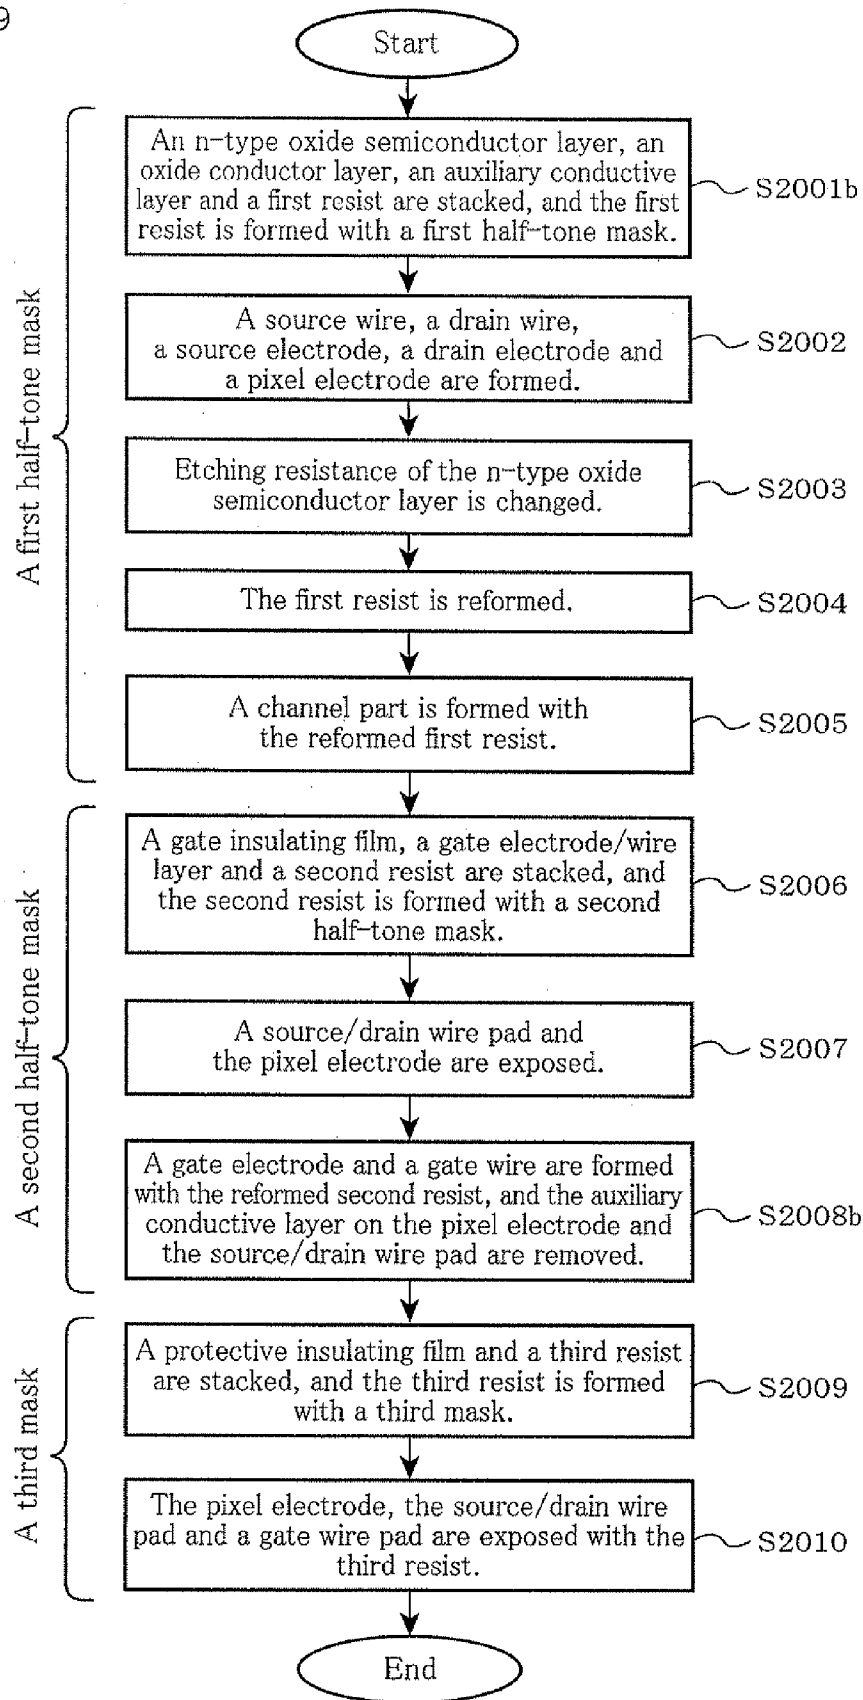 9
Start
A first half-tone mask
An n-type oxide semiconductor layer, an
oxide conductor layer, an auxiliary conductive
layer and a first resist are stacked, and the first
resist is formed with a first half-tone mask.
S2001b
A source wire, a drain wire,
a source electrode, a drain electrode and
a pixel electrode are formed.
S2002
Etching resistance of the n-type oxide
semiconductor layer is changed.
S2003
The first resist is reformed.
S2004
A channel part is formed with
the reformed first resist.
S2005
A second half-tone mask
A gate insulating film, a gate electrode/wire
layer and a second resist are stacked, and
the second resist is formed with a second
half-tone mask.
S2006
A source/drain wire pad and
the pixel electrode are exposed.
S2007
A gate electrode and a gate wire are formed
with the reformed second resist, and the auxiliary
conductive layer on the pixel electrode and
the source/drain wire pad are removed.
S2008b
A third mask
A protective insulating film and a third resist
are stacked, and the third resist is formed
with a third mask.
S2009
The pixel electrode, the source/drain wire
pad and a gate wire pad are exposed with the
third resist.
S2010
End